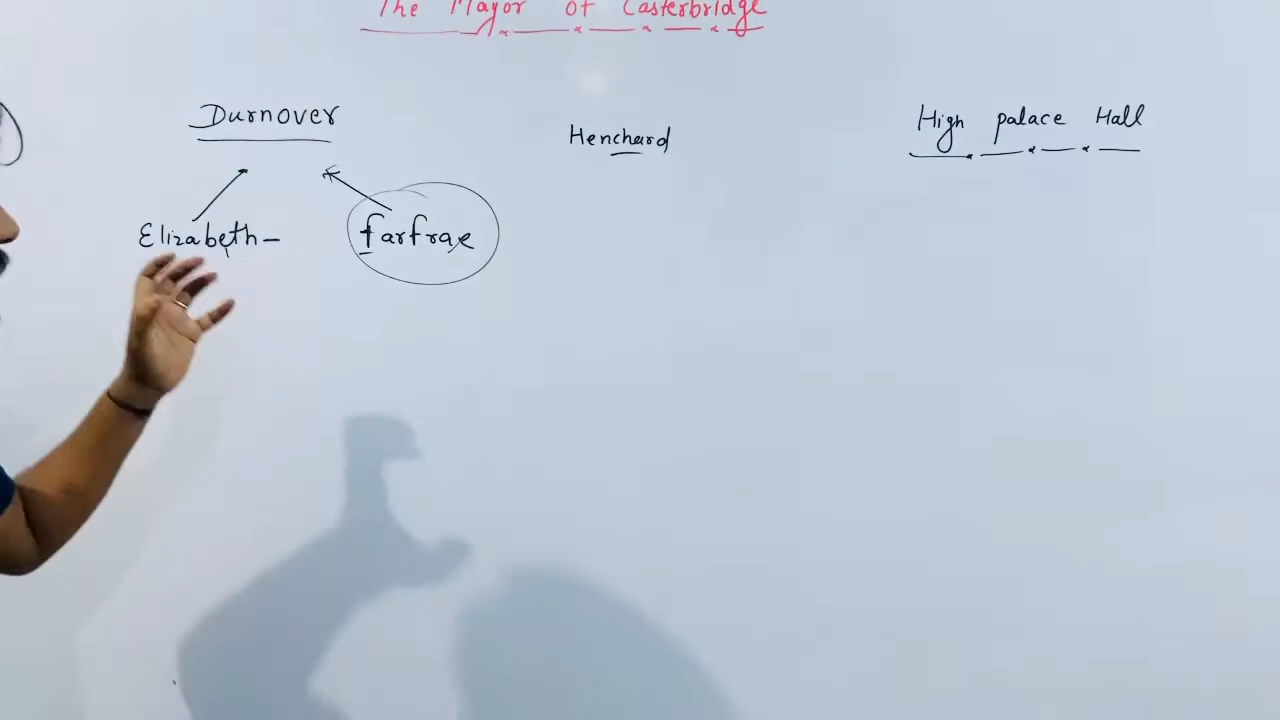 The Mayor of Casterbridge
Durnover
Henchard
High palace Hall
Elizabeth-
farfrae